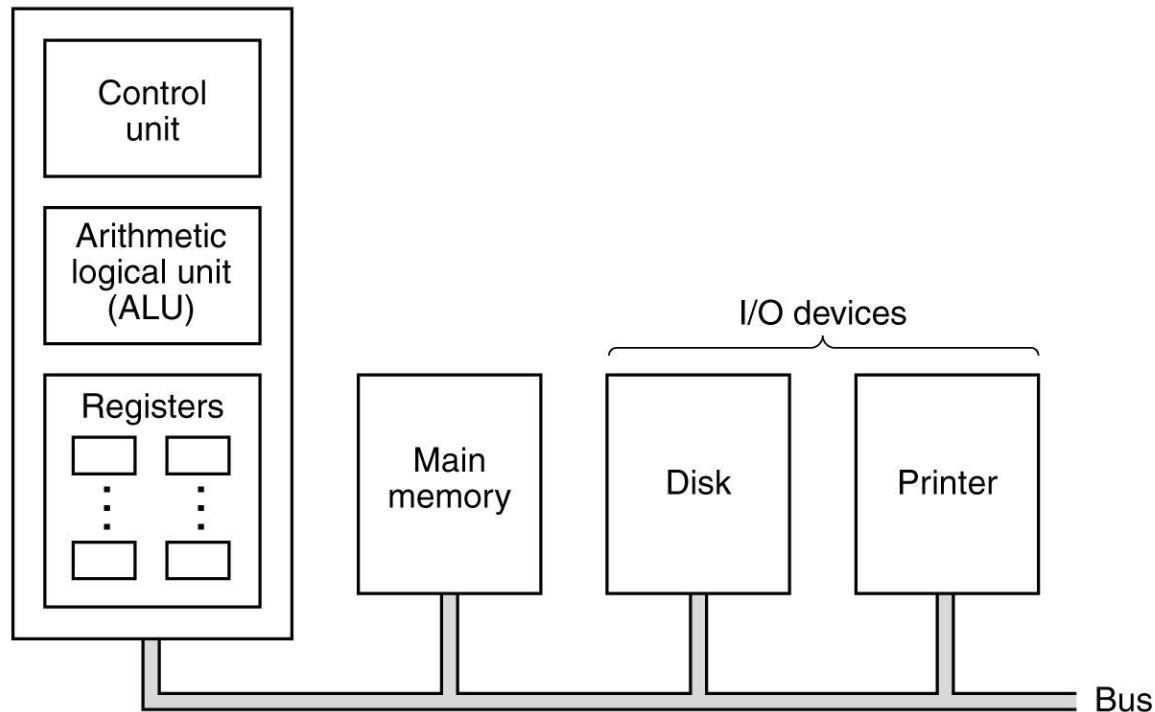 Control
unit
Arithmetic
logical unit
(ALU)
Registers
I/O devices
Main
memory
Disk
Printer
Bus